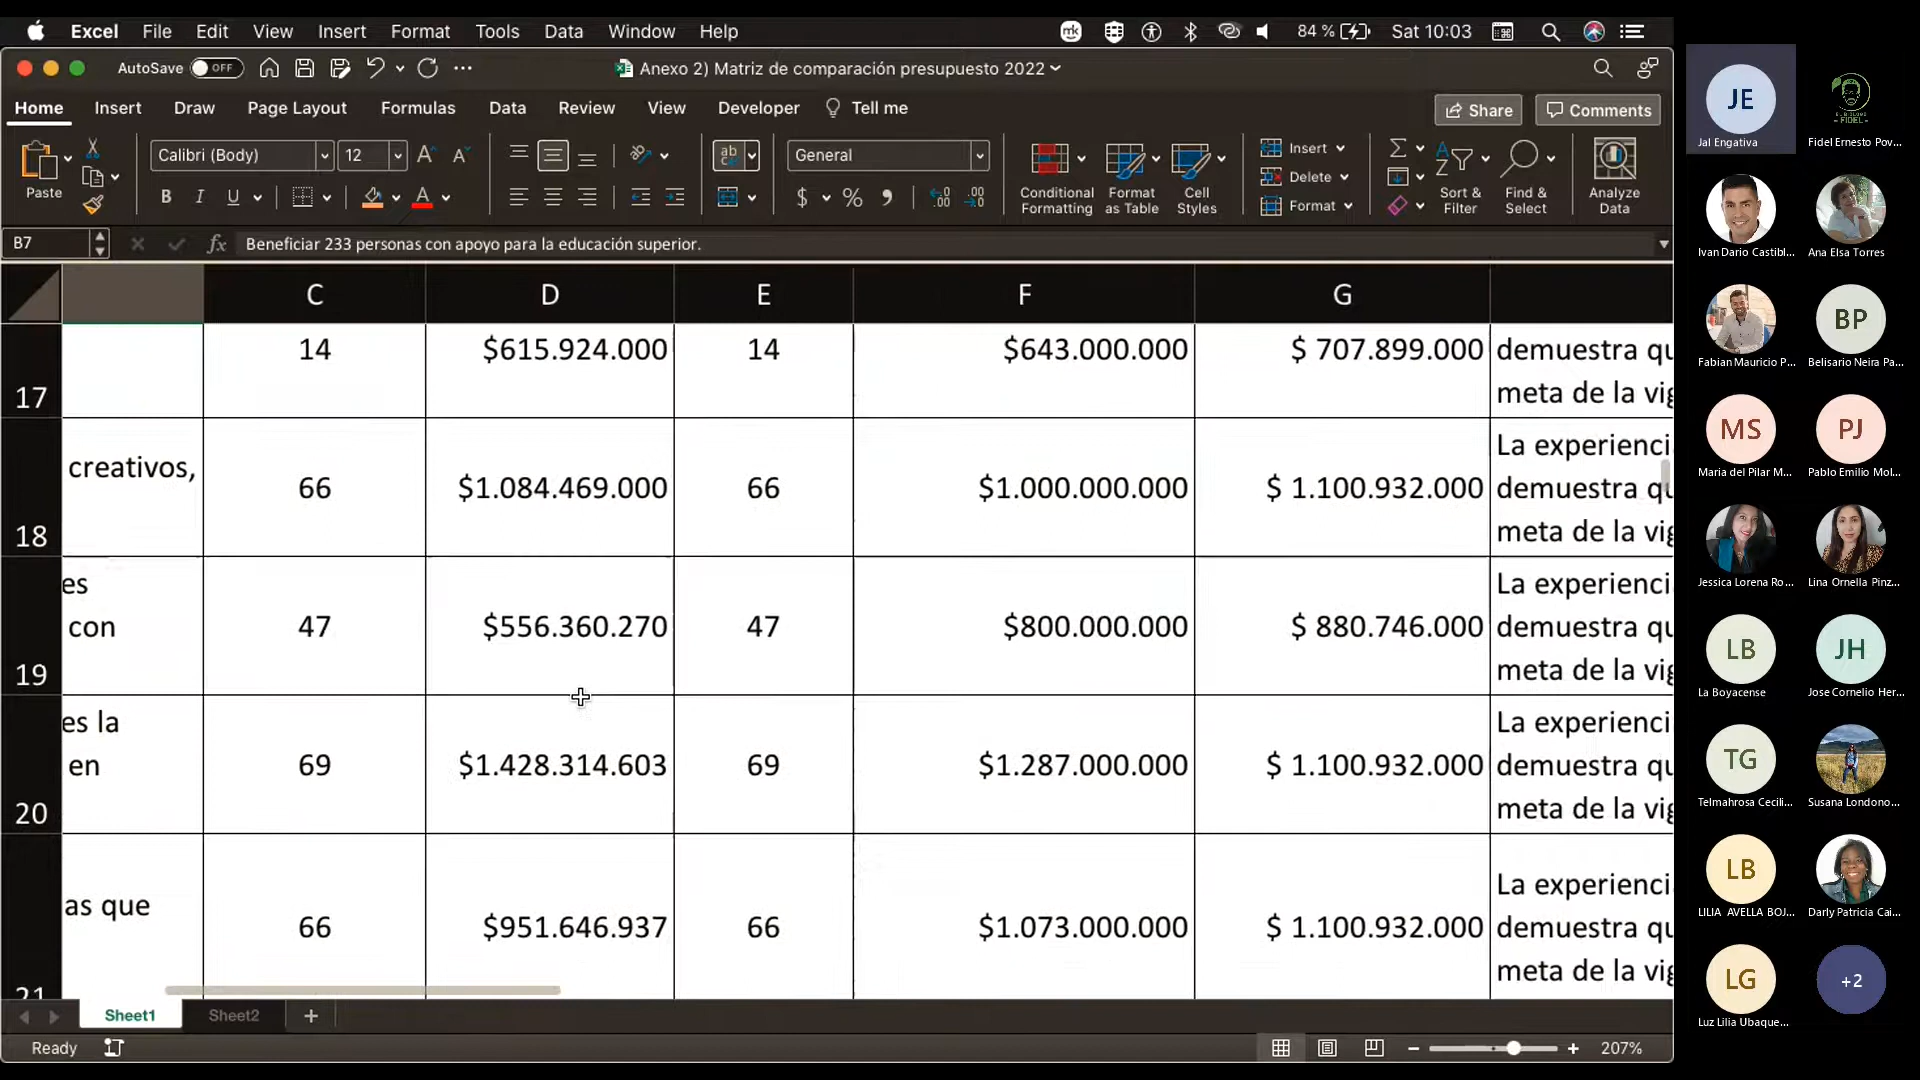 Excel File Edit View Insert Format Tools Data Window Help 84 % Sat 10:03
AutoSave OFF Anexo 2) Matriz de comparación presupuesto 2022
Home Insert Draw Page Layout Formulas Data Review View Developer Tell me Share Comments
Paste Calibri (Body) 12 General Conditional Formatting Format as Table Cell Styles Insert Delete Format Sort & Filter Find & Select Analyze Data
B7 fx Beneficiar 233 personas con apoyo para la educación superior.
C D E F G
17 14 $615.924.000 14 $643.000.000 $ 707.899.000 demuestra qu
meta de la vig
18 creativos, 66 $1.084.469.000 66 $1.000.000.000 $ 1.100.932.000 La experienci
demuestra qu
meta de la vig
19 es
con 47 $556.360.270 47 $800.000.000 $ 880.746.000 La experienci
demuestra qu
meta de la vig
20 es la
en 69 $1.428.314.603 69 $1.287.000.000 $ 1.100.932.000 La experienci
demuestra qu
meta de la vig
21 as que 66 $951.646.937 66 $1.073.000.000 $ 1.100.932.000 La experienci
demuestra qu
meta de la vig
Sheet1 Sheet2 +
Ready 207%
JE
Jal Engativa
FIDEL
Fidel Ernesto Pov...
Ivan Dario Castibl...
Ana Elsa Torres
Fabian Mauricio P...
BP
Belisario Neira Pa...
MS
Maria del Pilar M...
PJ
Pablo Emilio Mol...
Jessica Lorena Ro...
Lina Ornella Pinz...
LB
La Boyacense
JH
Jose Cornelio Her...
TG
Telmahrosa Cecili...
Susana Londono...
LB
LILIA AVELLA BOJ...
Darly Patricia Cai...
LG
Luz Lilia Ubaque...
+2